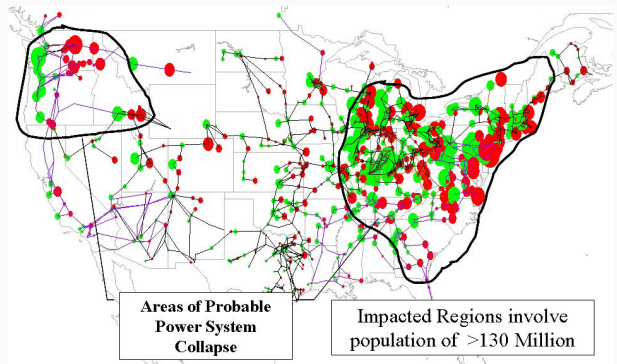 Areas of Probable
Power System
Collapse
Impacted Regions involve
population of >130 Million